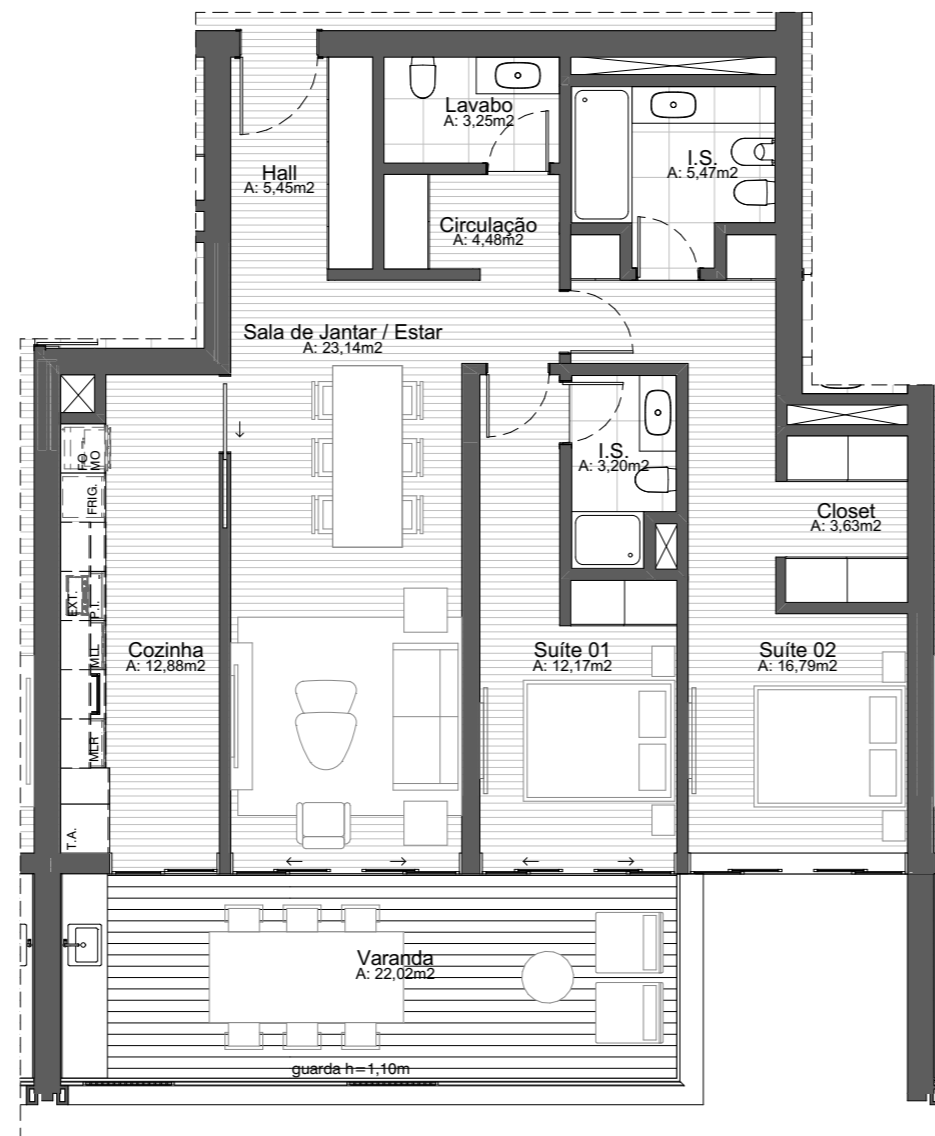 Lavabo
A: 3,25m2
I.S.
A: 5,47m2
Hall
A: 5,45m2
Circulação
A: 4,48m2
Sala de Jantar / Estar
A: 23,14m2
FO
MO
I.S.
A: 3,20m2
FRIG.
Closet
A: 3,63m2
EXT.
P.I.
MLL
Cozinha
A: 12,88m2
Suíte 01
A: 12,17m2
Suíte 02
A: 16,79m2
MLR
T.A.
Varanda
A: 22,02m2
guarda h=1,10m